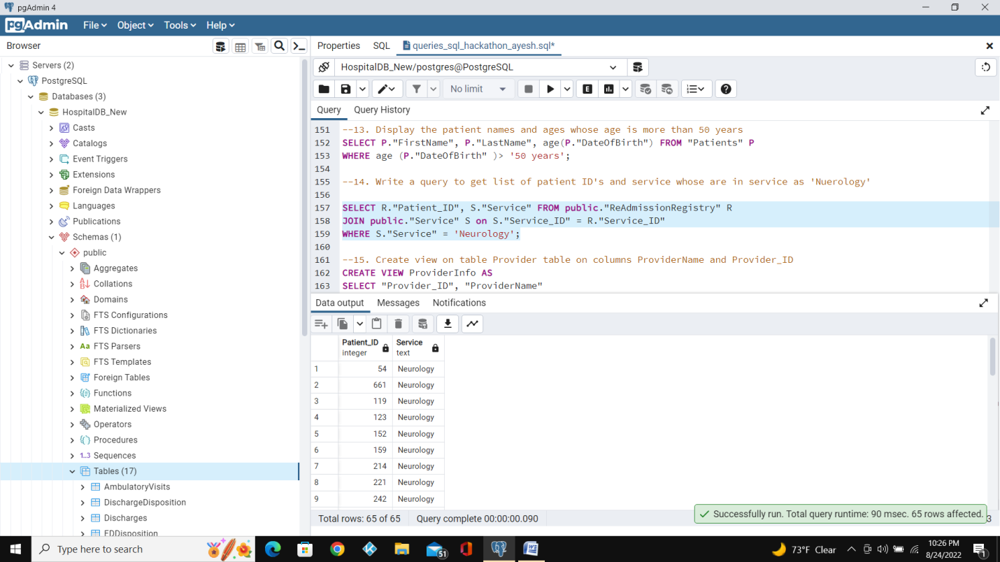 pgAdmin 4
pgAdmin
File
Object
Tools
Help
Browser
Servers (2)
PostgreSQL
Databases (3)
HospitalDB_New
Casts
Catalogs
Event Triggers
Extensions
Foreign Data Wrappers
Languages
Publications
Schemas (1)
public
Aggregates
Collations
Domains
FTS Configurations
FTS Dictionaries
Aa FTS Parsers
FTS Templates
Foreign Tables
Functions
Materialized Views
Operators
Procedures
1..3 Sequences
Tables (17)
AmbulatoryVisits
DischargeDisposition
Discharges
EDDisposition
Properties
SQL
queries_sql_hackathon_ayesh.sql*
HospitalDB_New/postgres@PostgreSQL
No limit
E
Query
Query History
151 --13. Display the patient names and ages whose age is more than 50 years
152 SELECT P."FirstName", P."LastName", age(P."DateOfBirth") FROM "Patients" P
153 WHERE age (P."DateOfBirth" )> '50 years';
154
155 --14. Write a query to get list of patient ID's and service whose are in service as 'Nuerology'
156
157 SELECT R."Patient_ID", S."Service" FROM public."ReAdmissionRegistry" R
158 JOIN public."Service" S on S."Service_ID" = R."Service_ID"
159 WHERE S."Service" = 'Neurology';
160
161 --15. Create view on table Provider table on columns ProviderName and Provider_ID
162 CREATE VIEW ProviderInfo AS
163 SELECT "Provider_ID", "ProviderName"
Data output
Messages
Notifications
Patient_ID Service
integer text
1 54 Neurology
2 661 Neurology
3 119 Neurology
4 123 Neurology
5 152 Neurology
6 159 Neurology
7 214 Neurology
8 221 Neurology
9 242 Neurology
Total rows: 65 of 65
Query complete 00:00:00.090
Successfully run. Total query runtime: 90 msec. 65 rows affected.
3
Type here to search
51
73°F Clear
10:26 PM
8/24/2022
1